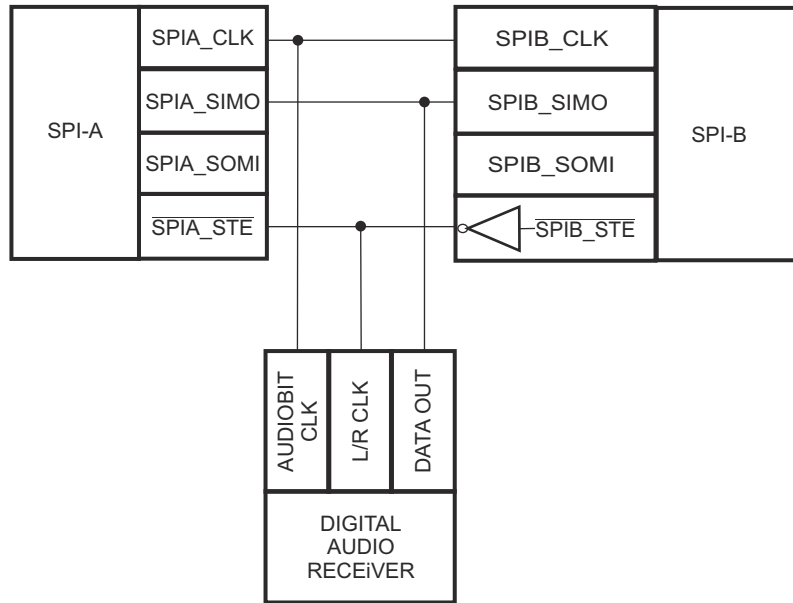 SPI-A
SPIA_CLK
SPIA_SIMO
SPIA_SOMI
SPIA_STE
SPIB_CLK
SPIB_SIMO
SPIB_SOMI
SPIB_STE
SPI-B
AUDIOBIT
CLK
L/R CLK
DATA OUT
DIGITAL
AUDIO
RECEiVER